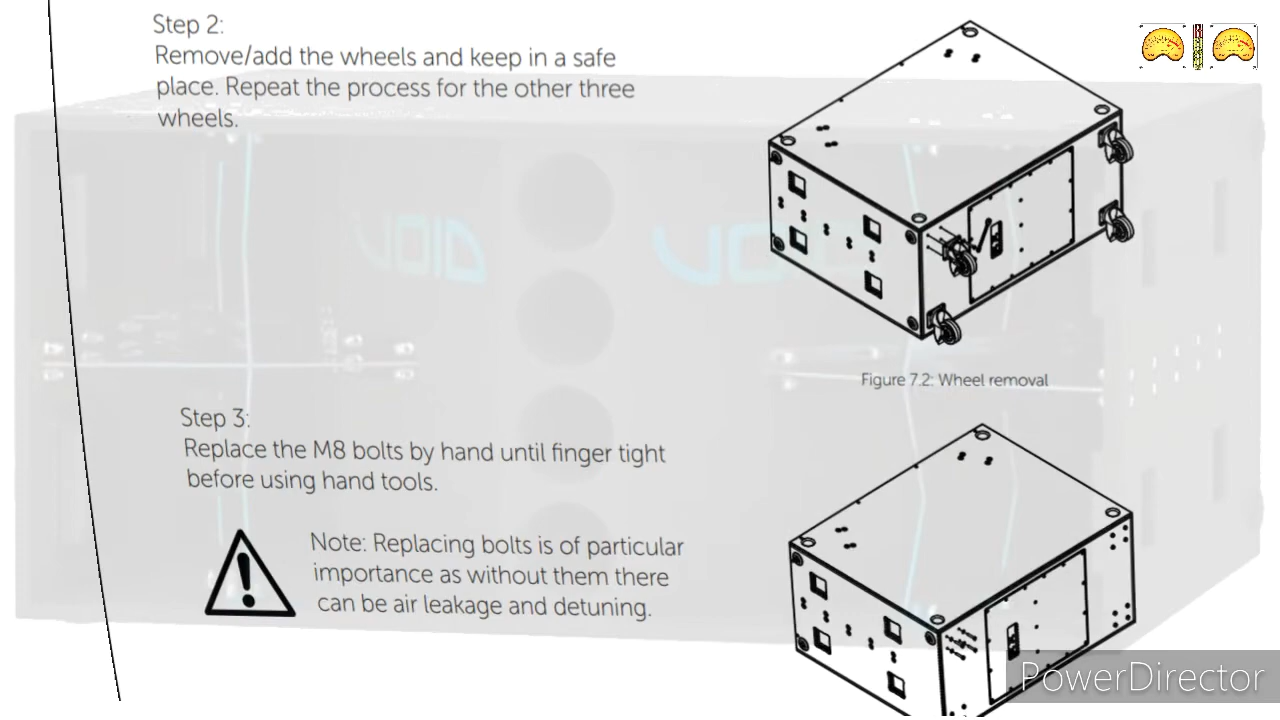 Step 2:
Remove/add the wheels and keep in a safe
place. Repeat the process for the other three
wheels.
VOID
VOID
Figure 7.2: Wheel removal
Step 3:
Replace the M8 bolts by hand until finger tight
before using hand tools.
Note: Replacing bolts is of particular
importance as without them there
can be air leakage and detuning.
PowerDirector